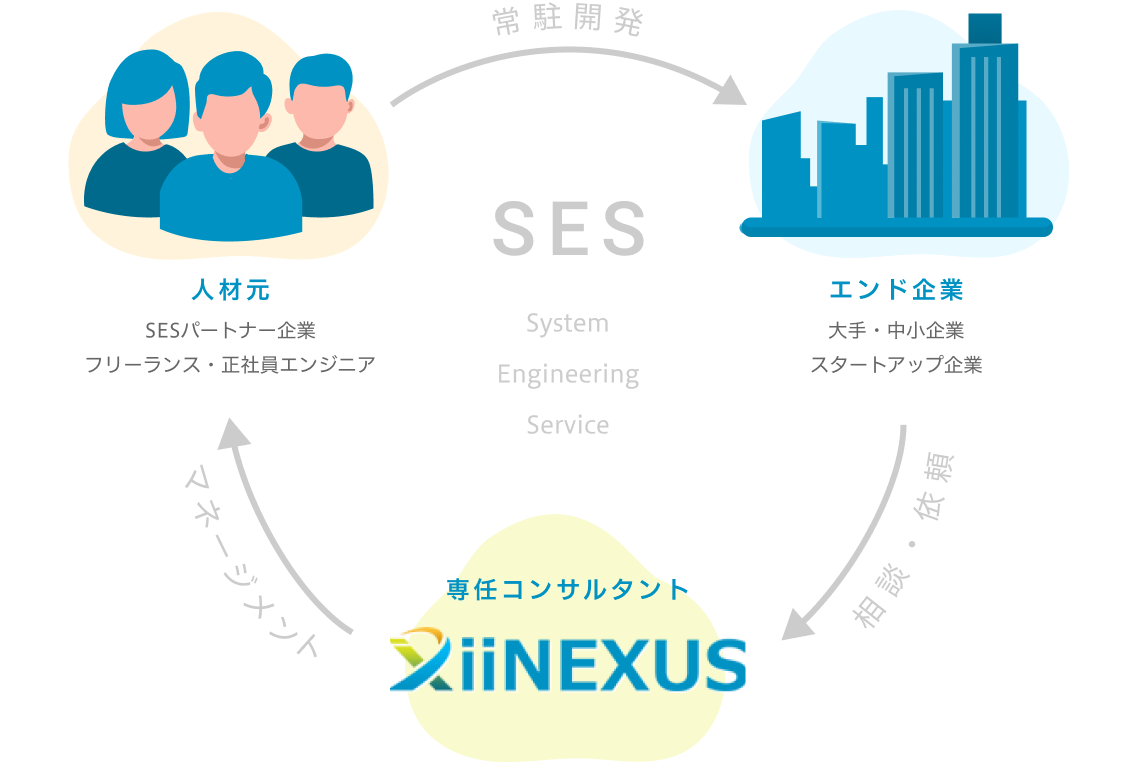 常駐開発
SES
人材元
SESパートナー企業
フリーランス・正社員エンジニア
System
Engineering
Service
エンド企業
大手・中小企業
スタートアップ企業
マネージメント
相談・依頼
専任コンサルタント
XiiNEXUS